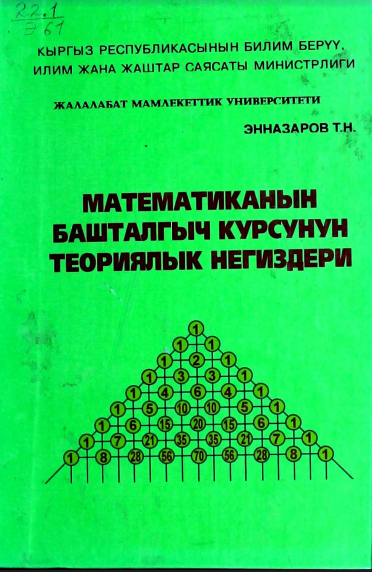 22.1
Э 61
КЫРГЫЗ РЕСПУБЛИКАСЫНЫН БИЛИМ БЕРҮҮ,
ИЛИМ ЖАНА ЖАШТАР САЯСАТЫ МИНИСТРЛИГИ
ЖАЛАЛАБАТ МАМЛЕКЕТТИК УНИВЕРСИТЕТИ
ЭННАЗАРОВ Т.Н.
МАТЕМАТИКАНЫН
БАШТАЛГЫЧ КУРСУНУН
ТЕОРИЯЛЫК НЕГИЗДЕРИ
1
1 1
1 2 1
1 3 3 1
1 4 6 4 1
1 5 10 10 5 1
1 6 15 20 15 6 1
1 7 21 35 35 21 7 1
1 8 28 56 70 56 28 8 1